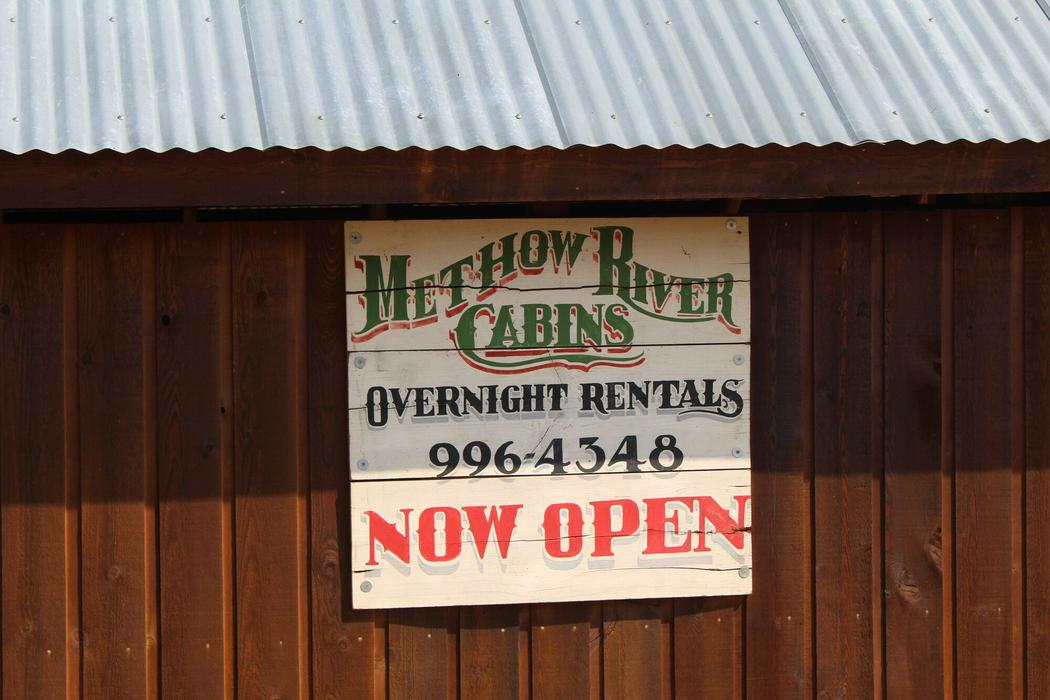 METHOW RIVER
CABINS
OVERNIGHT RENTALS
996-4348
NOW OPEN